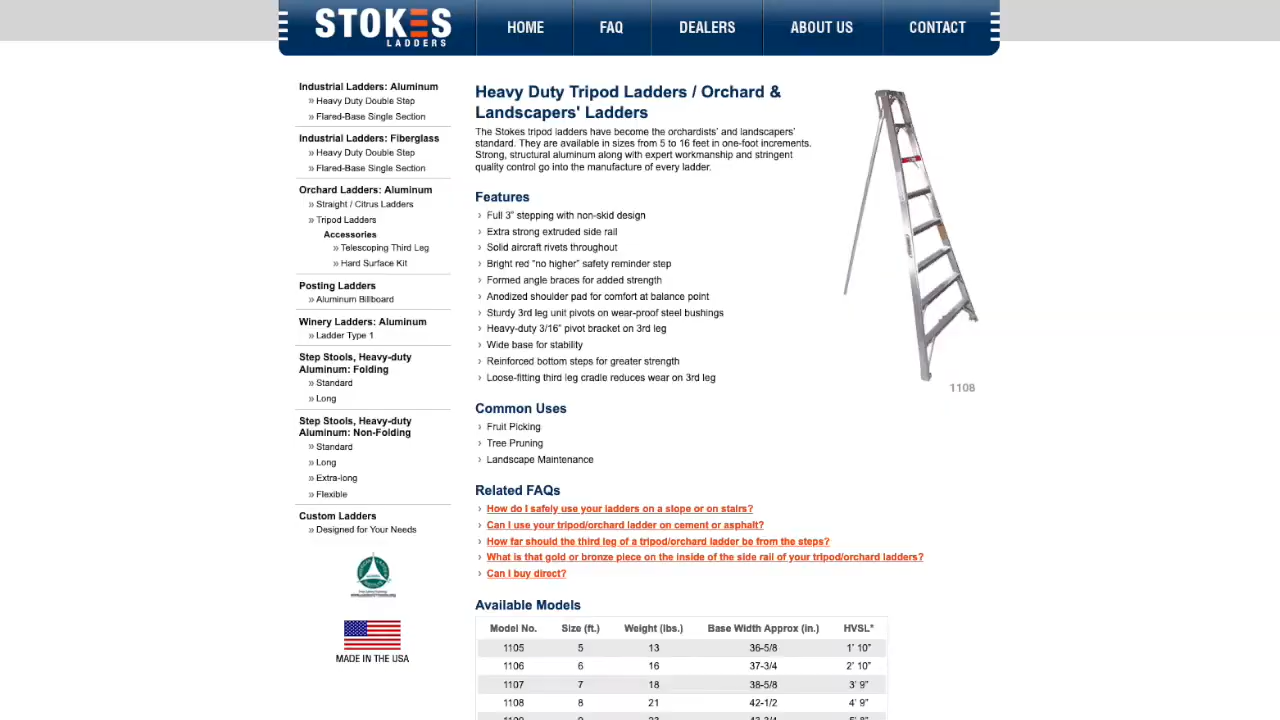 STOKES
LADDERS
HOME
FAQ
DEALERS
ABOUT US
CONTACT
Industrial Ladders: Aluminum
» Heavy Duty Double Step
» Flared-Base Single Section
Industrial Ladders: Fiberglass
» Heavy Duty Double Step
» Flared-Base Single Section
Orchard Ladders: Aluminum
» Straight / Citrus Ladders
» Tripod Ladders
Accessories
» Telescoping Third Leg
» Hard Surface Kit
Posting Ladders
» Aluminum Billboard
Winery Ladders: Aluminum
» Ladder Type 1
Step Stools, Heavy-duty
Aluminum: Folding
» Standard
» Long
Step Stools, Heavy-duty
Aluminum: Non-Folding
» Standard
» Long
» Extra-long
» Flexible
Custom Ladders
» Designed for Your Needs
MADE IN THE USA
Heavy Duty Tripod Ladders / Orchard &
Landscapers' Ladders
The Stokes tripod ladders have become the orchardists' and landscapers'
standard. They are available in sizes from 5 to 16 feet in one-foot increments.
Strong, structural aluminum along with expert workmanship and stringent
quality control go into the manufacture of every ladder.
Features
› Full 3" stepping with non-skid design
› Extra strong extruded side rail
› Solid aircraft rivets throughout
› Bright red "no higher" safety reminder step
› Formed angle braces for added strength
› Anodized shoulder pad for comfort at balance point
› Sturdy 3rd leg unit pivots on wear-proof steel bushings
› Heavy-duty 3/16" pivot bracket on 3rd leg
› Wide base for stability
› Reinforced bottom steps for greater strength
› Loose-fitting third leg cradle reduces wear on 3rd leg
1108
Common Uses
› Fruit Picking
› Tree Pruning
› Landscape Maintenance
Related FAQs
› How do I safely use your ladders on a slope or on stairs?
› Can I use your tripod/orchard ladder on cement or asphalt?
› How far should the third leg of a tripod/orchard ladder be from the steps?
› What is that gold or bronze piece on the inside of the side rail of your tripod/orchard ladders?
› Can I buy direct?
Available Models
Model No. Size (ft.) Weight (lbs.) Base Width Approx (in.) HVSL*
1105 5 13 36-5/8 1' 10"
1106 6 16 37-3/4 2' 10"
1107 7 18 38-5/8 3' 9"
1108 8 21 42-1/2 4' 9"